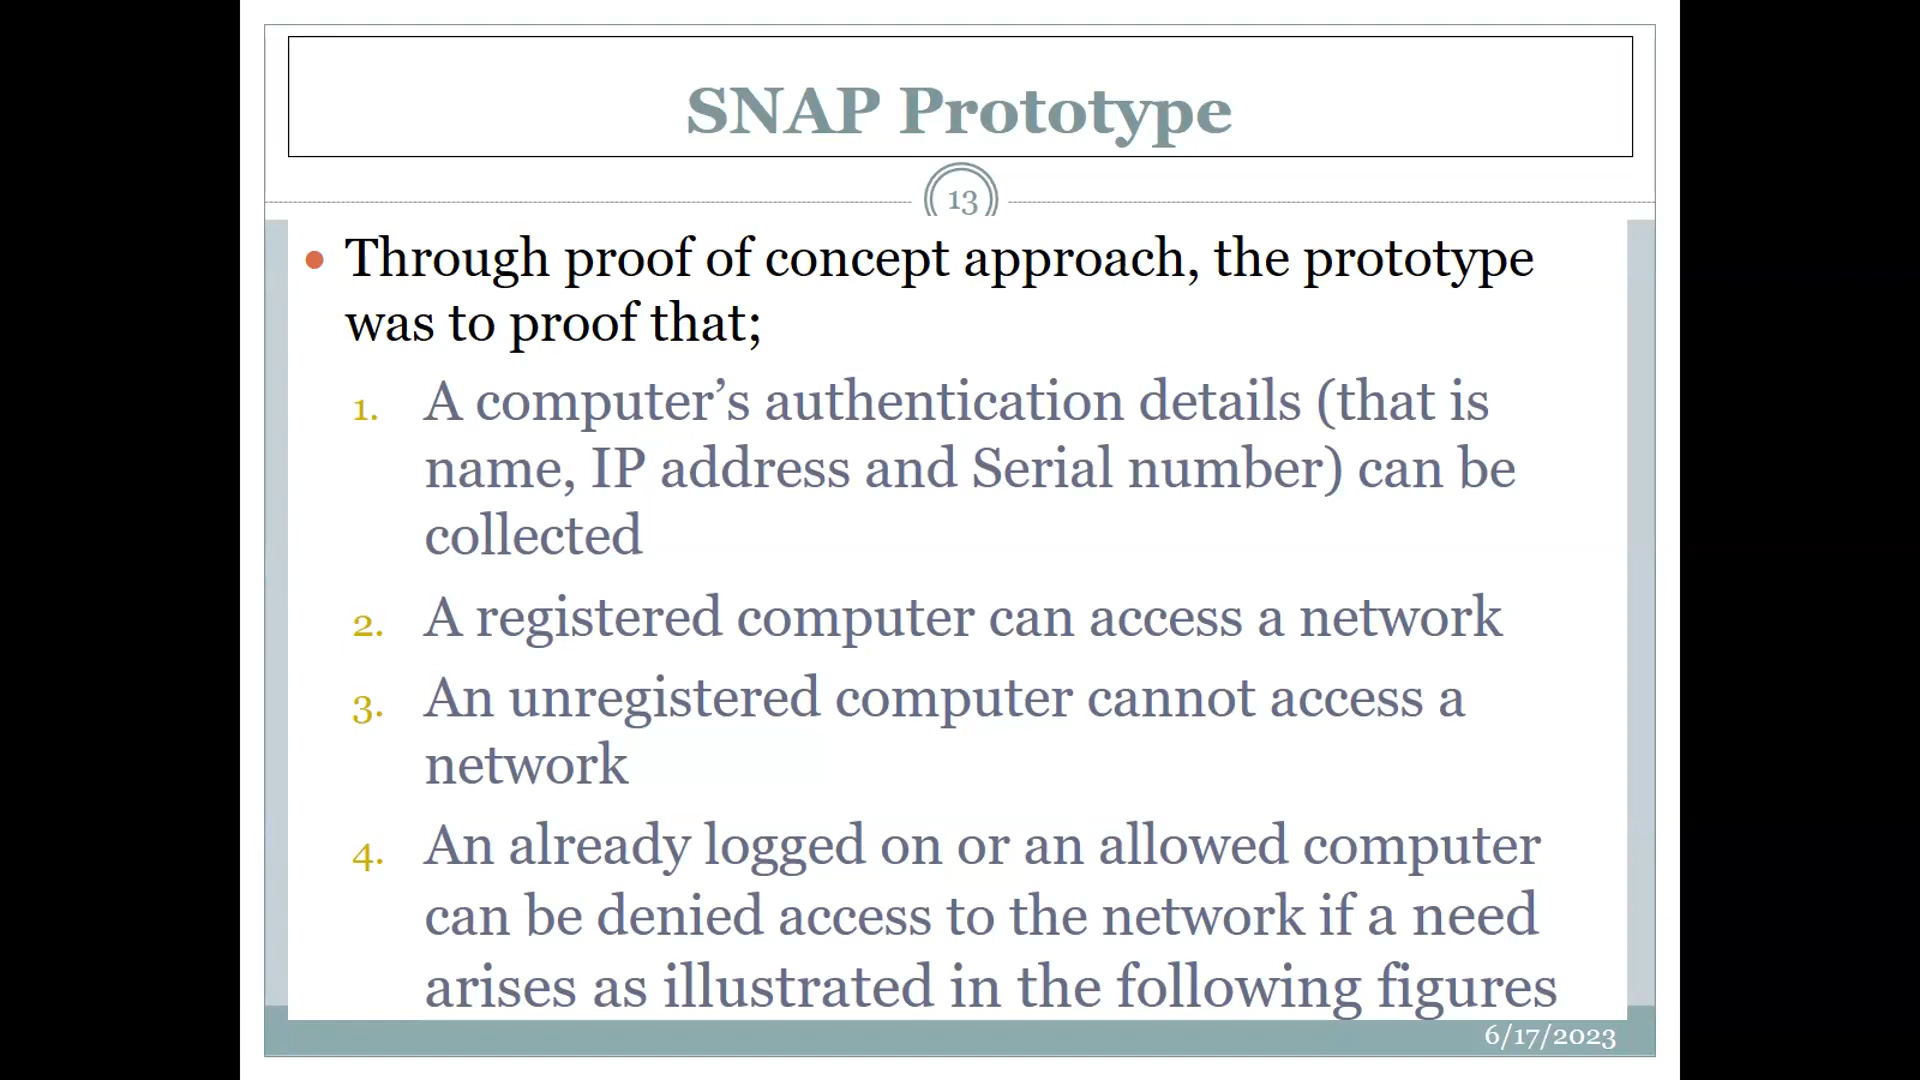 SNAP Prototype
13
• Through proof of concept approach, the prototype
was to proof that;
1. A computer’s authentication details (that is
name, IP address and Serial number) can be
collected
2. A registered computer can access a network
3. An unregistered computer cannot access a
network
4. An already logged on or an allowed computer
can be denied access to the network if a need
arises as illustrated in the following figures
6/17/2023